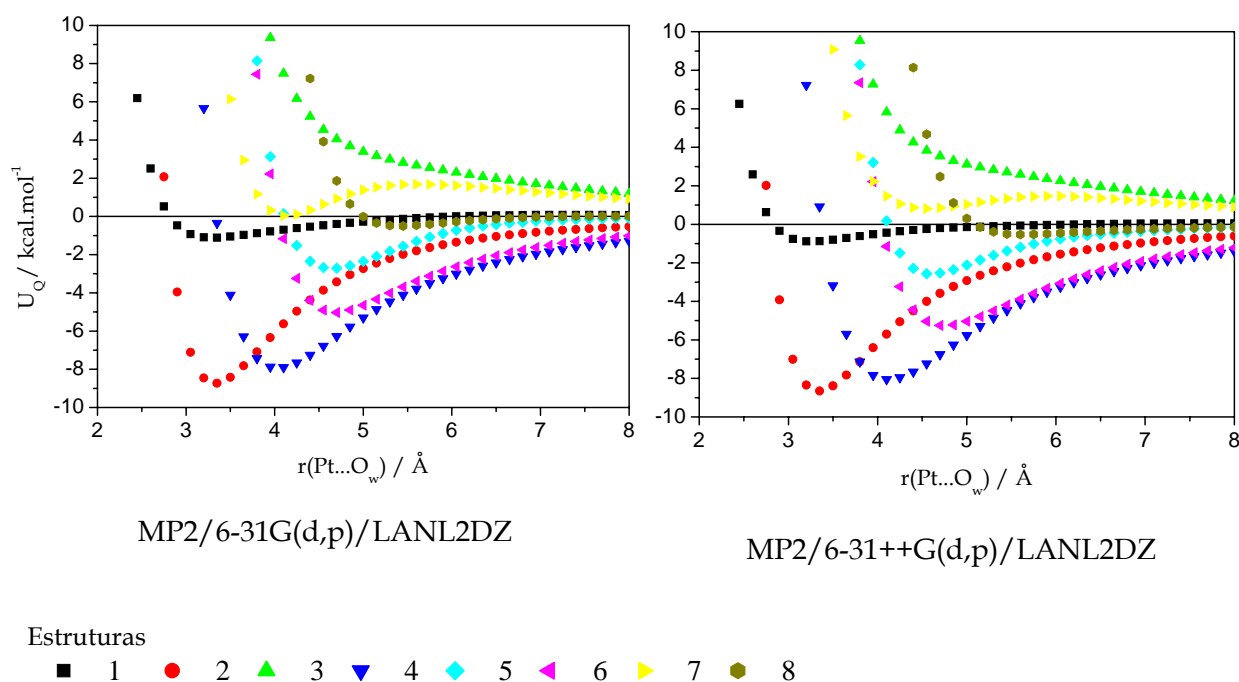 10
8
6
4
2
0
-2
-4
-6
-8
-10
U_Q/ kcal.mol⁻¹
2 3 4 5 6 7 8
r(Pt...O_w) / Å
MP2/6-31G(d,p)/LANL2DZ
10
8
6
4
2
0
-2
-4
-6
-8
-10
2 3 4 5 6 7 8
r(Pt...O_w) / Å
MP2/6-31++G(d,p)/LANL2DZ
Estruturas
1 2 3 4 5 6 7 8